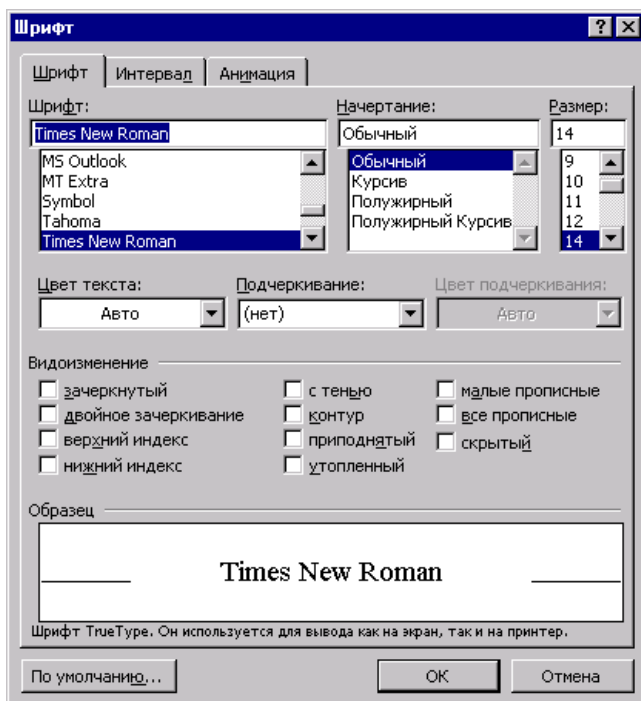 Шрифт
Шрифт Интервал Анимация
Шрифт: Начертание: Размер:
Times New Roman Обычный 14
MS Outlook Обычный 9
MT Extra Курсив 10
Symbol Полужирный 11
Tahoma Полужирный Курсив 12
Times New Roman 14
Цвет текста: Подчеркивание: Цвет подчеркивания:
Авто (нет) Авто
Видоизменение
зачеркнутый с тенью малые прописные
двойное зачеркивание контур все прописные
верхний индекс приподнятый скрытый
нижний индекс утопленный
Образец
Times New Roman
Шрифт TrueType. Он используется для вывода как на экран, так и на принтер.
По умолчанию... ОК Отмена